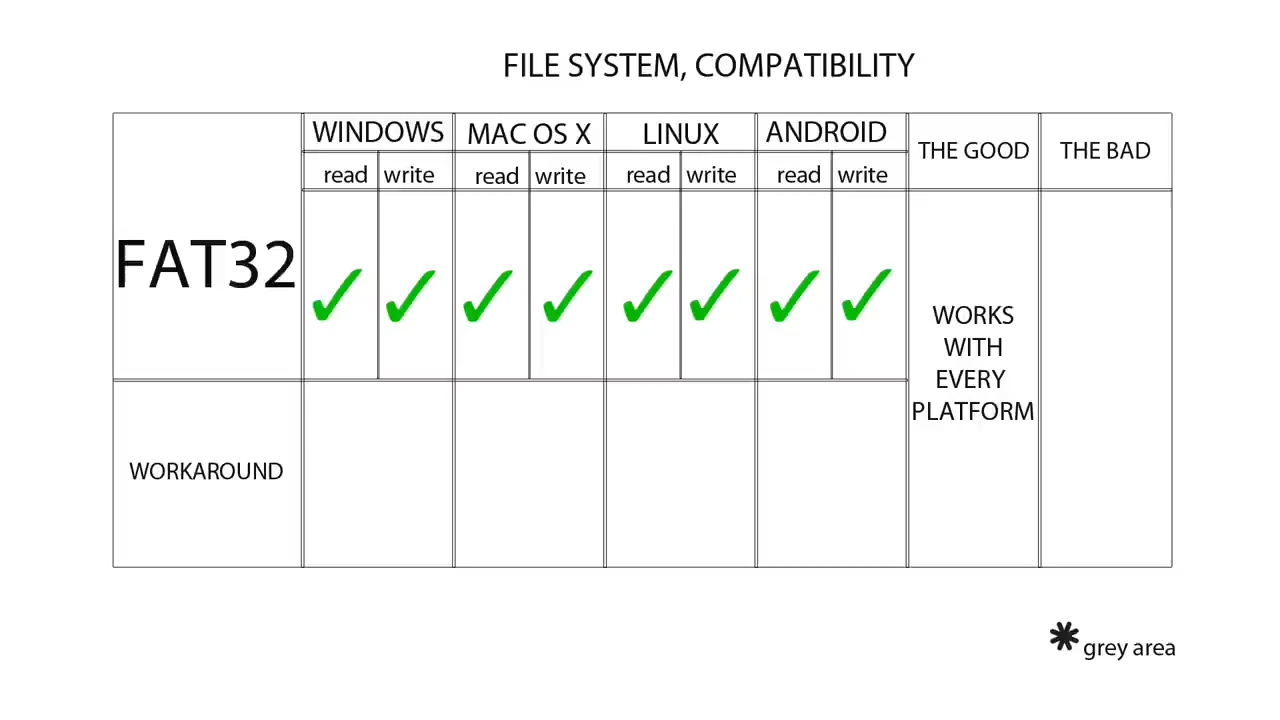 FILE SYSTEM, COMPATIBILITY
WINDOWS MAC OS X LINUX ANDROID THE GOOD THE BAD
read write read write read write read write
FAT32
WORKS
WITH
EVERY
PLATFORM
WORKAROUND
* grey area